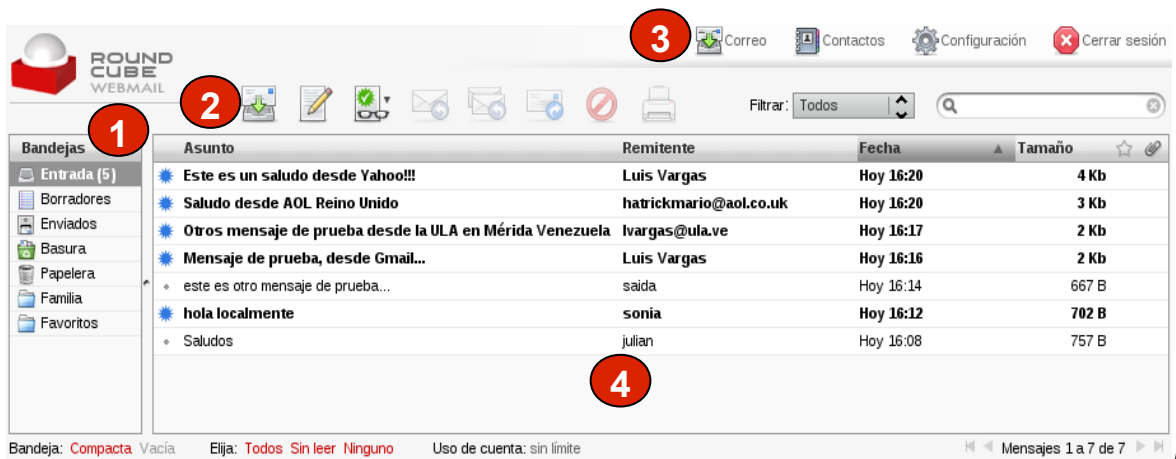 3 Correo Contactos Configuración Cerrar sesión
ROUND
CUBE
WEBMAIL
2 Filtrar: Todos
1
Bandejas
Entrada (5)
Borradores
Enviados
Basura
Papelera
Familia
Favoritos
Asunto Remitente Fecha Tamaño
Este es un saludo desde Yahoo!!! Luis Vargas Hoy 16:20 4 Kb
Saludo desde AOL Reino Unido hatrickmario@aol.co.uk Hoy 16:20 3 Kb
Otros mensaje de prueba desde la ULA en Mérida Venezuela lvargas@ula.ve Hoy 16:17 2 Kb
Mensaje de prueba, desde Gmail... Luis Vargas Hoy 16:16 2 Kb
este es otro mensaje de prueba... saida Hoy 16:14 667 B
hola localmente sonia Hoy 16:12 702 B
Saludos julian Hoy 16:08 757 B
4
Bandeja: Compacta Vacía Elija: Todos Sin leer Ninguno Uso de cuenta: sin límite Mensajes 1 a 7 de 7